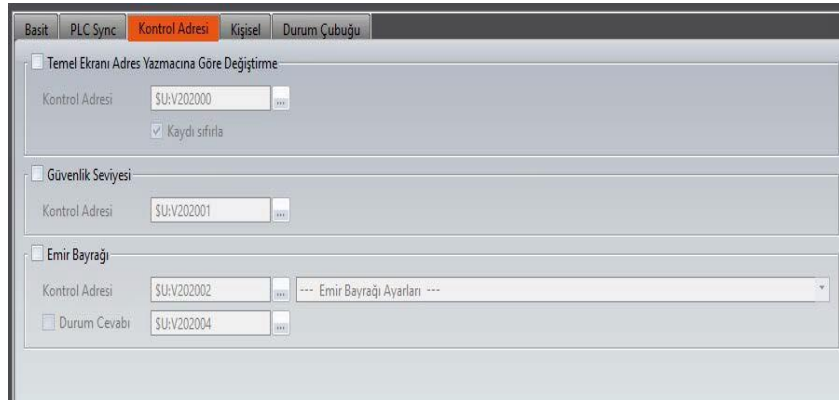 Basit PLC Sync Kontrol Adresi Kişisel Durum Çubuğu
Temel Ekranı Adres Yazmacına Göre Değiştirme
Kontrol Adresi $U:V202000 ...
Kaydı sıfırla
Güvenlik Seviyesi
Kontrol Adresi $U:V202001 ...
Emir Bayrağı
Kontrol Adresi $U:V202002 ... --- Emir Bayrağı Ayarları ---
Durum Cevabı $U:V202004 ...